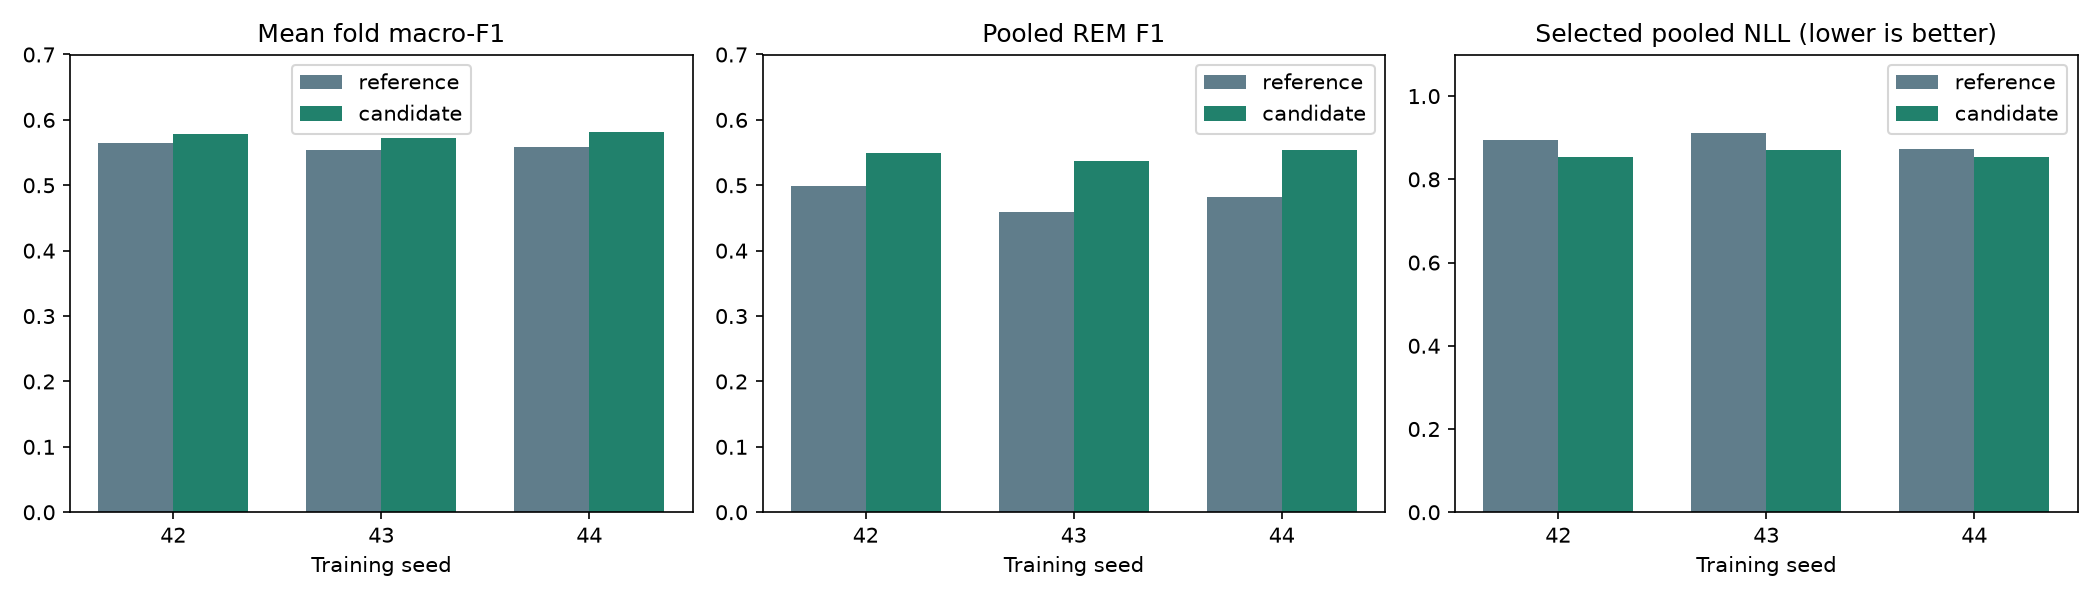 Mean fold macro-F1
0.7
0.6
0.5
0.4
0.3
0.2
0.1
0.0
reference
candidate
42 43 44
Training seed
Pooled REM F1
0.7
0.6
0.5
0.4
0.3
0.2
0.1
0.0
reference
candidate
42 43 44
Training seed
Selected pooled NLL (lower is better)
1.0
0.8
0.6
0.4
0.2
0.0
reference
candidate
42 43 44
Training seed